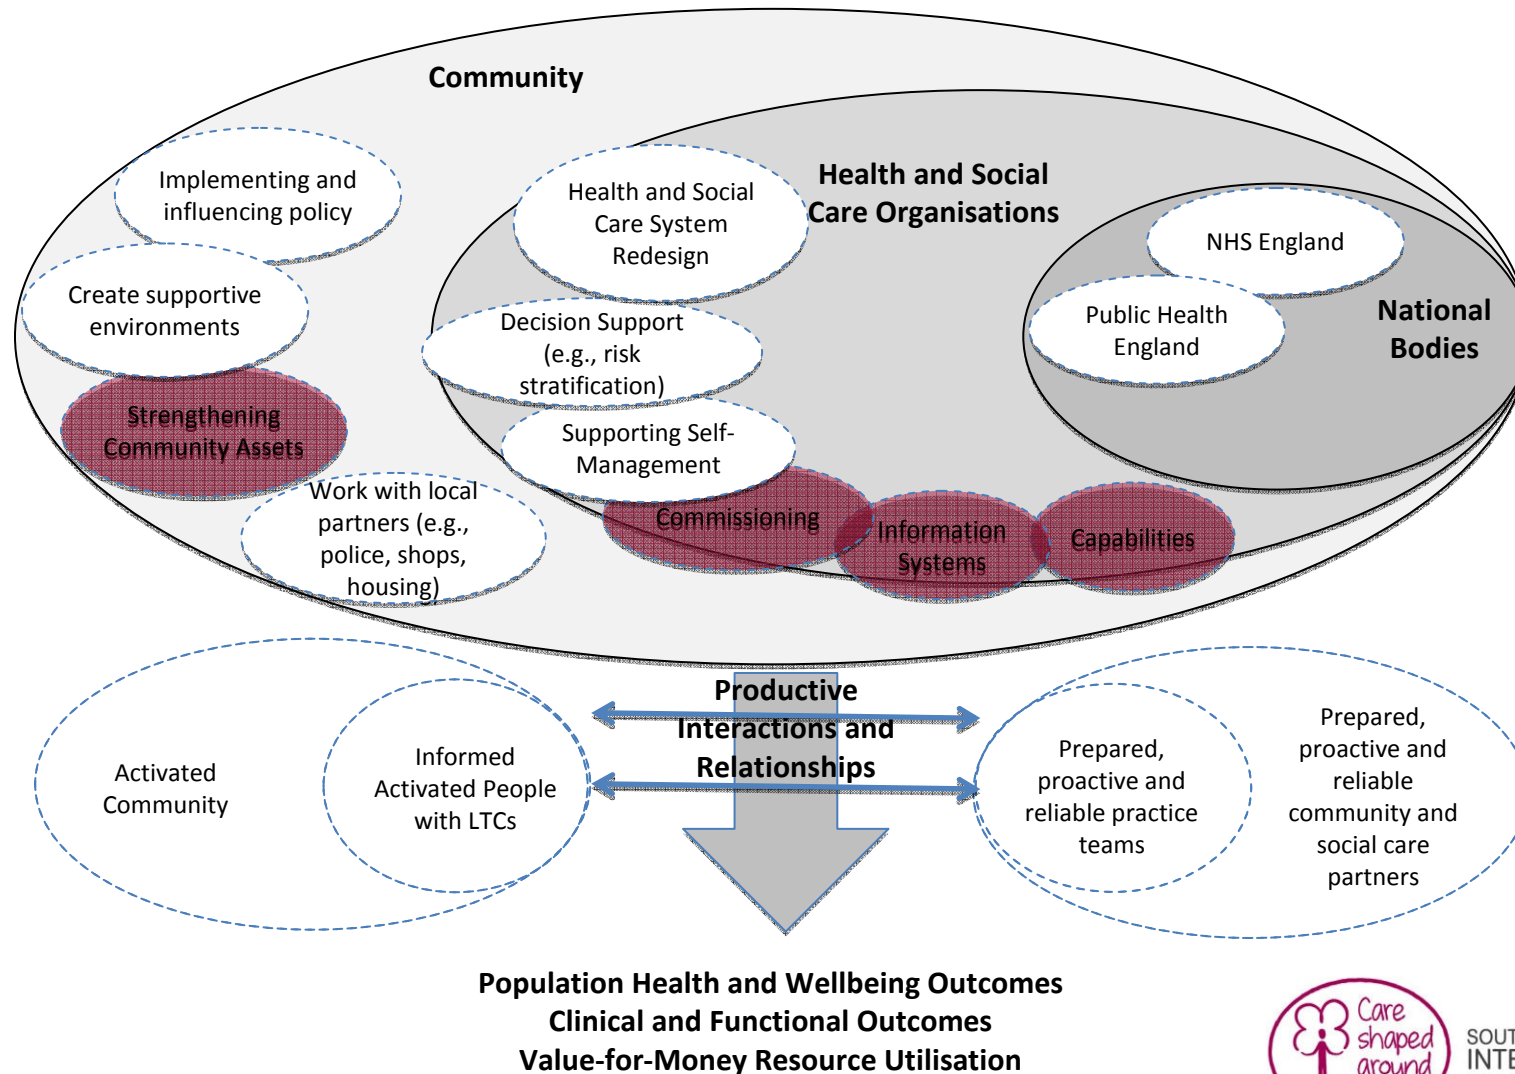 Community
Implementing and
influencing policy
Create supportive
environments
Strengthening
Community Assets
Work with local
partners (e.g.,
police, shops,
housing)
Health and Social
Care Organisations
Health and Social
Care System
Redesign
Decision Support
(e.g., risk
stratification)
Supporting Self-
Management
Commissioning
Information
Systems
Capabilities
NHS England
Public Health
England
National
Bodies
Productive
Interactions and
Relationships
Activated
Community
Informed
Activated People
with LTCs
Prepared,
proactive and
reliable practice
teams
Prepared,
proactive and
reliable
community and
social care
partners
Population Health and Wellbeing Outcomes
Clinical and Functional Outcomes
Value-for-Money Resource Utilisation
Care
shaped
around